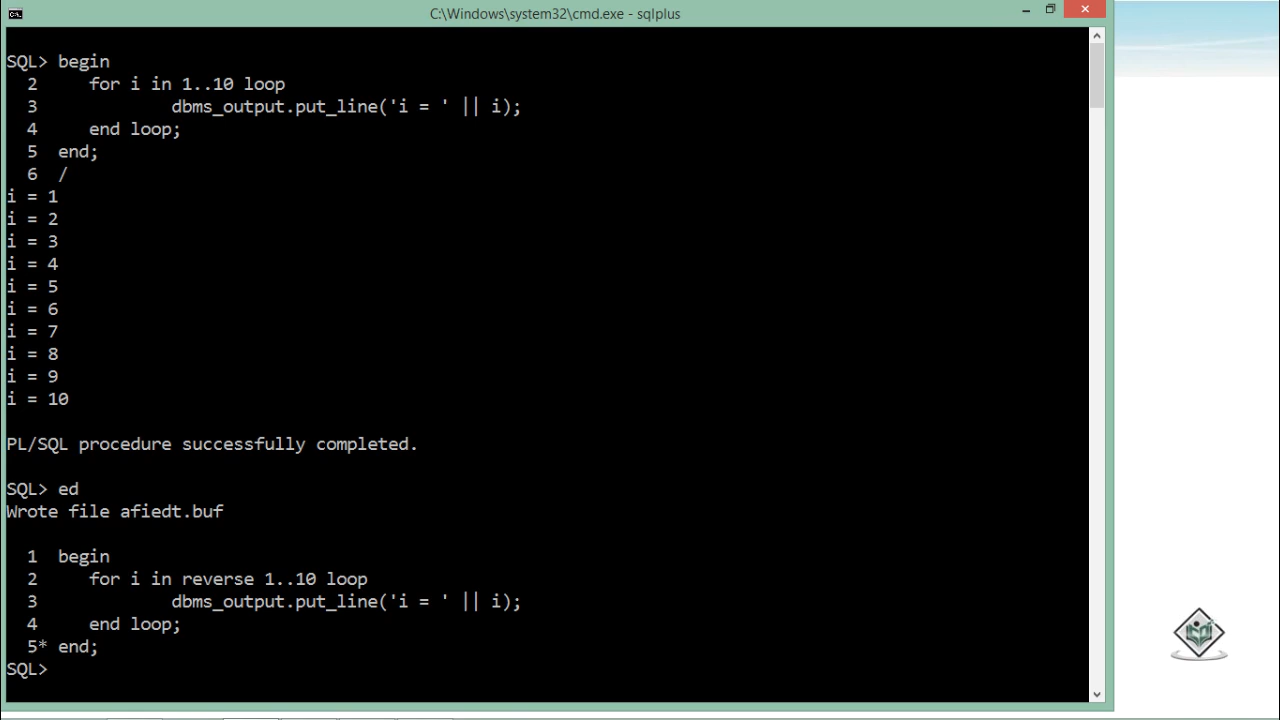 C:\Windows\system32\cmd.exe - sqlplus
SQL> begin
  2     for i in 1..10 loop
  3             dbms_output.put_line('i = ' || i);
  4     end loop;
  5  end;
  6  /
i = 1
i = 2
i = 3
i = 4
i = 5
i = 6
i = 7
i = 8
i = 9
i = 10
PL/SQL procedure successfully completed.
SQL> ed
Wrote file afiedt.buf
  1  begin
  2     for i in reverse 1..10 loop
  3             dbms_output.put_line('i = ' || i);
  4     end loop;
  5* end;
SQL>